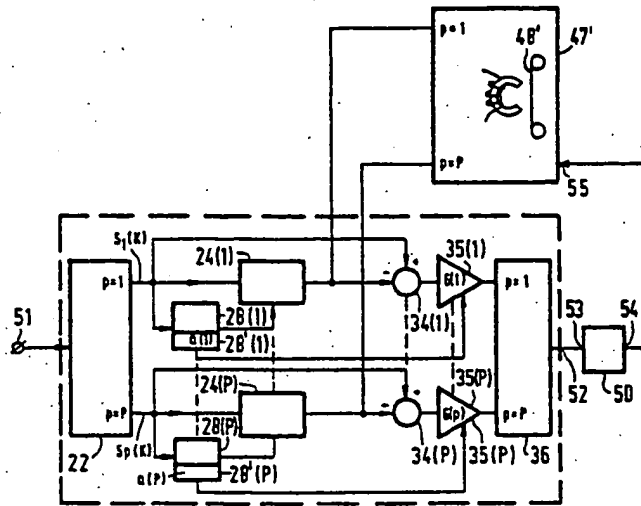 48' 47'
p=1
p=P
55
s₁(K)
24(1)
35(1)
p=1
- +
G(1)
p=1
51
28(1)
34(1)
53
54
Q(1)
28'(1)
24(P)
35(P)
p=P
28(P)
- +
G(p)
p=P
52
50
22
Sp(K)
34(P)
35(P)
36
Q(P)
28'(P)